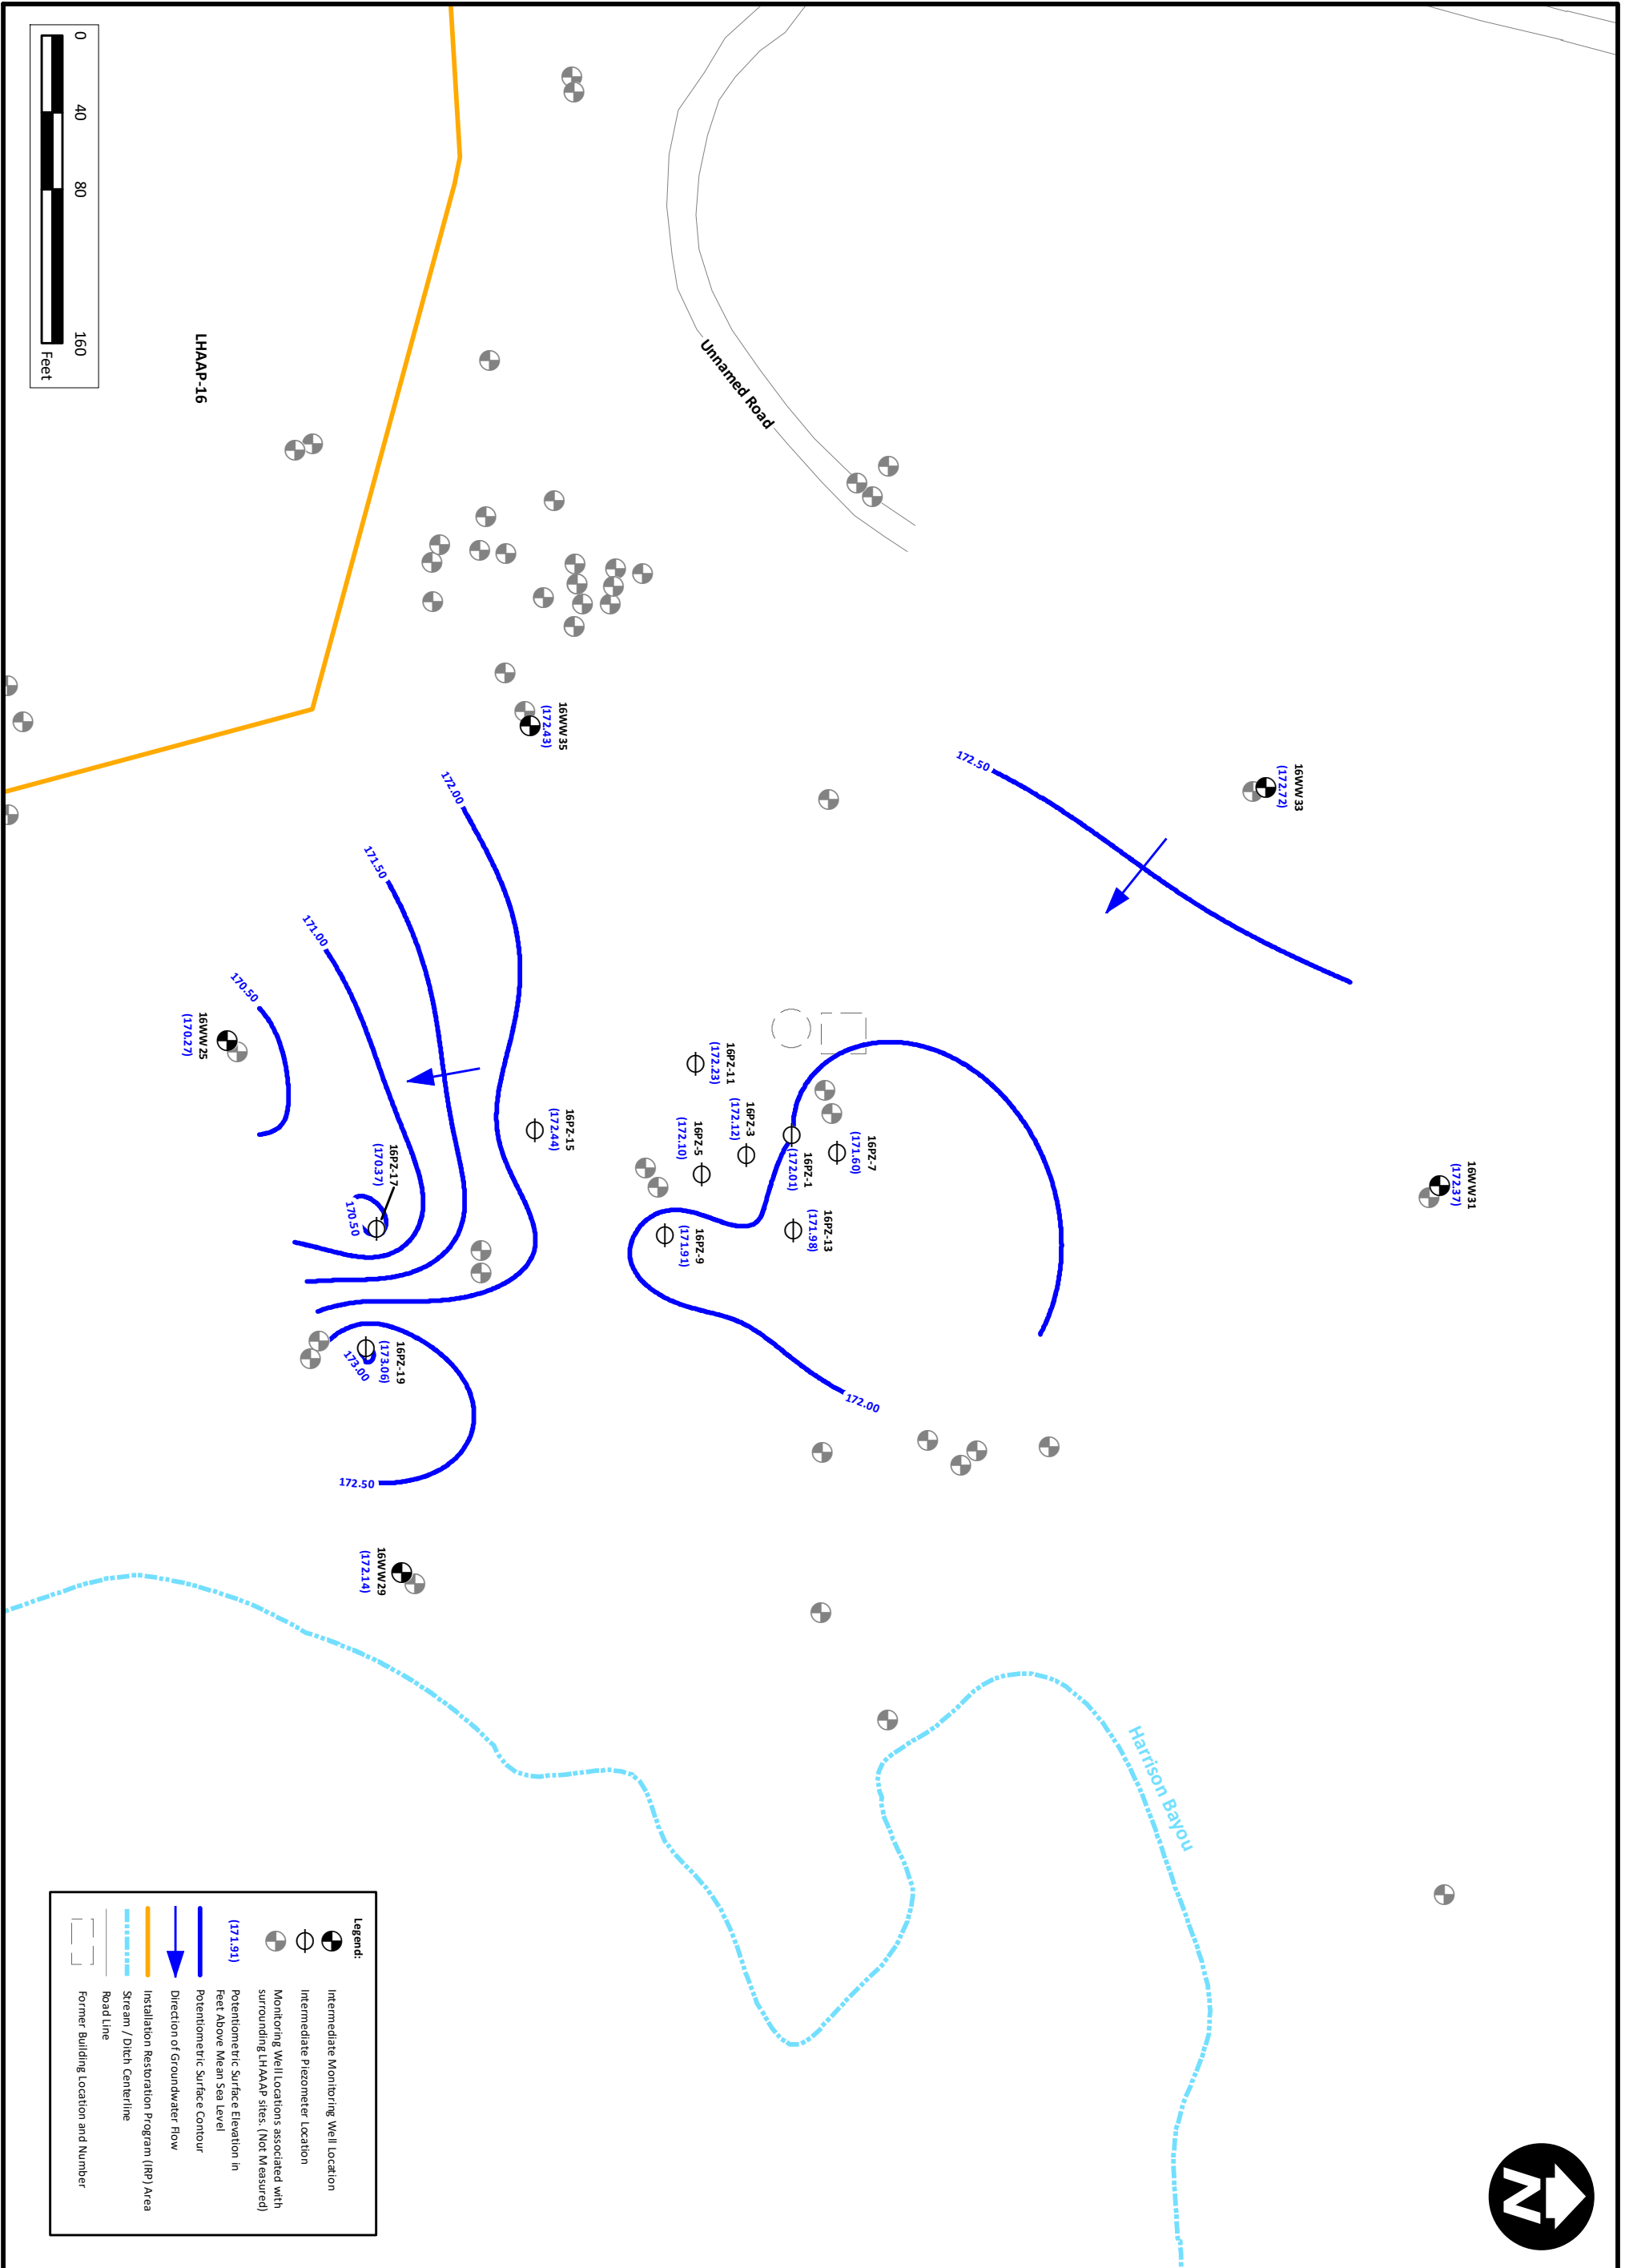 16WW33
(172.72)
172.50
16WW31
(172.37)
Unnamed Road
16WW35
(172.43)
172.00
171.50
171.00
170.50
16WW25
(170.27)
16PZ-7
(171.60)
16PZ-1
(172.01)
16PZ-13
(171.98)
16PZ-11
(172.23)
16PZ-3
(172.12)
16PZ-5
(172.10)
16PZ-9
(171.91)
172.00
16PZ-15
(172.44)
16PZ-17
(170.37)
170.50
16PZ-19
(173.06)
173.00
172.50
16WW29
(172.14)
Harrison Bayou
LHAAP-16
0 40 80 160
Feet
N
Legend:
Intermediate Monitoring Well Location
Intermediate Piezometer Location
Monitoring Well Locations associated with
surrounding LHAAAP sites. (Not Measured)
(171.91)
Potentiometric Surface Elevation in
Feet Above Mean Sea Level
Potentiometric Surface Contour
Direction of Groundwater Flow
Installation Restoration Program (IRP) Area
Stream / Ditch Centerline
Road Line
Former Building Location and Number